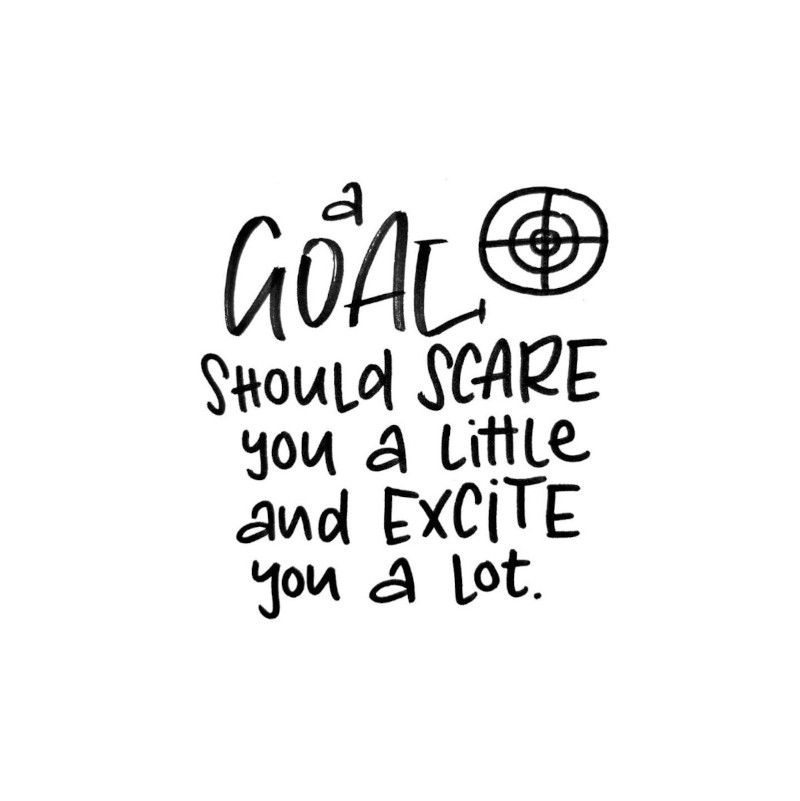 a
GOAL
SHOULD SCARE
you a little
and EXCITE
you a lot.